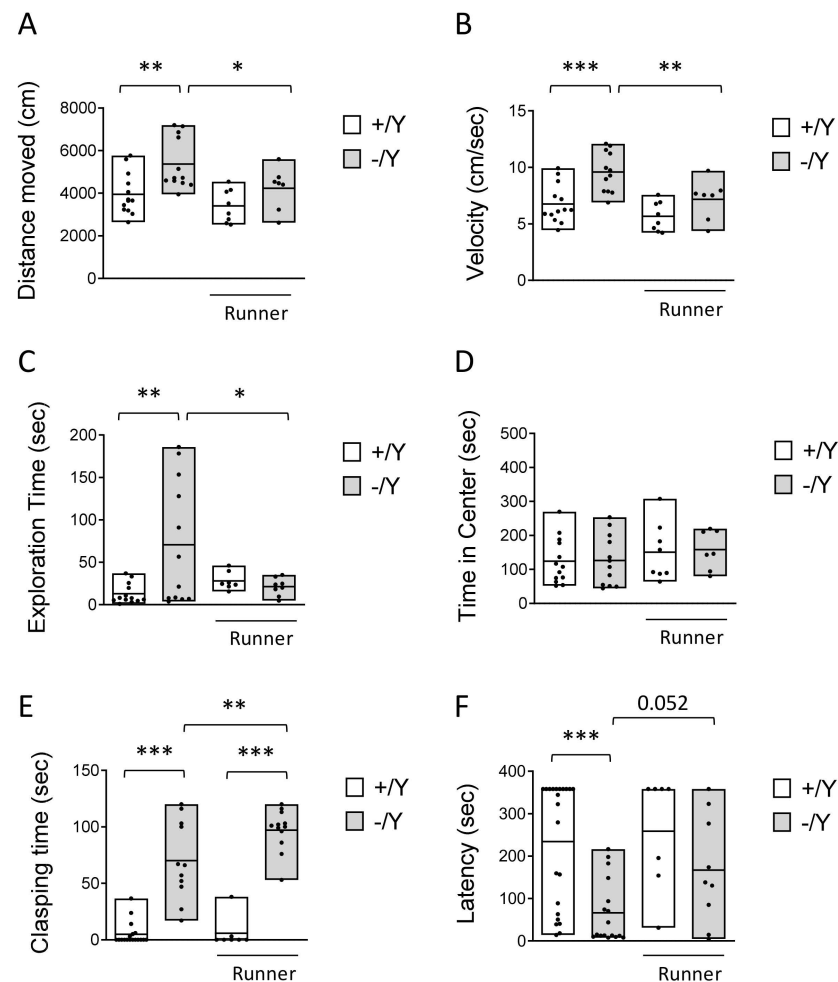 A
** *
Distance moved (cm)
8000
6000
4000
2000
0
+/Y
-/Y
Runner
B
*** **
Velocity (cm/sec)
15
10
5
0
+/Y
-/Y
Runner
C
** *
Exploration Time (sec)
200
150
100
50
0
+/Y
-/Y
Runner
D
Time in Center (sec)
500
400
300
200
100
0
+/Y
-/Y
Runner
E
**
*** ***
Clasping time (sec)
150
100
50
0
+/Y
-/Y
Runner
F
0.052
***
Latency (sec)
400
300
200
100
0
+/Y
-/Y
Runner